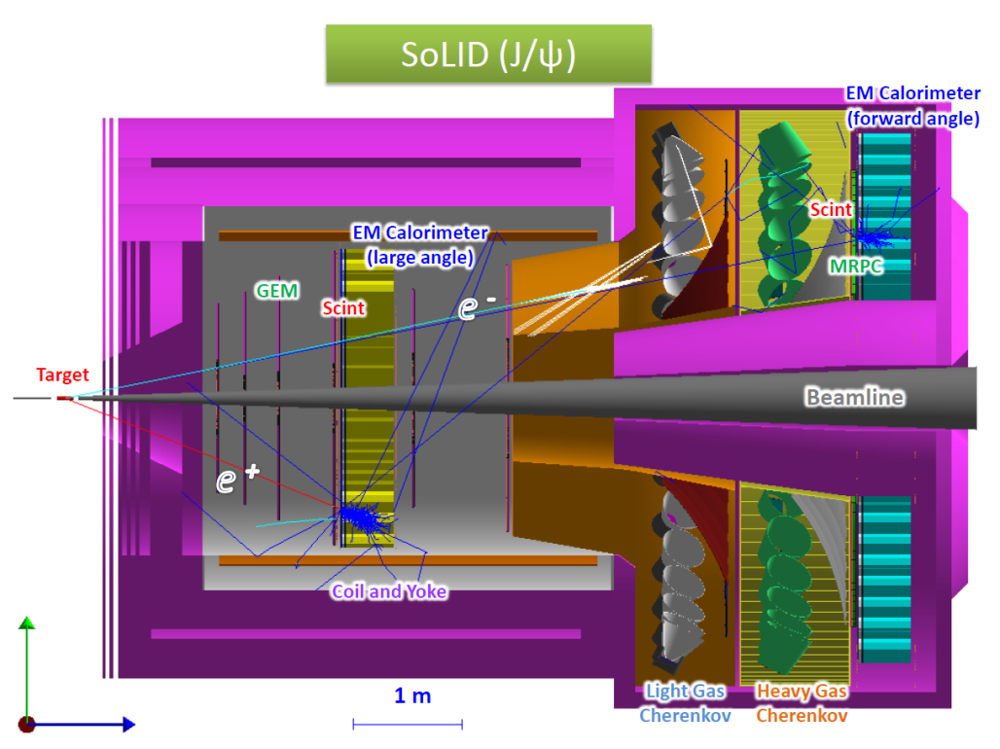 SoLID (J/ψ)
EM Calorimeter
(forward angle)
EM Calorimeter
(large angle)
GEM
Scint
Scint
MRPC
e⁻
Target
Beamline
e⁺
Coil and Yoke
1 m
Light Gas
Cherenkov
Heavy Gas
Cherenkov